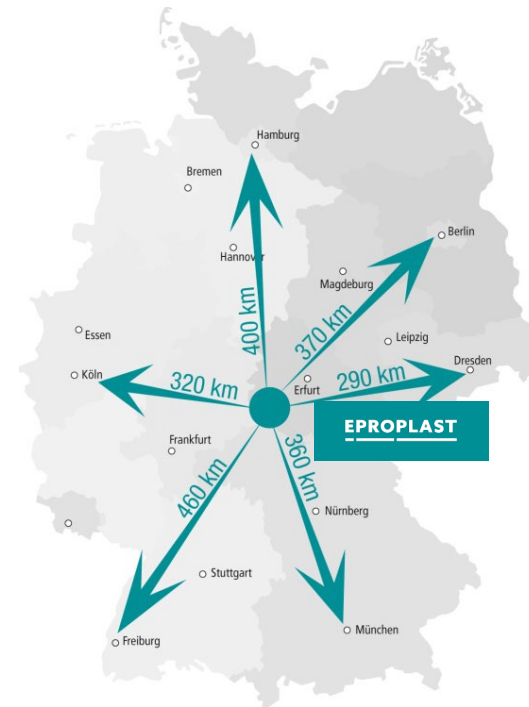 Hamburg
Bremen
Berlin
Hannover
Magdeburg
400 km
370 km
Essen
Leipzig
Dresden
Köln
320 km
Erfurt
290 km
EPROPLAST
Frankfurt
360 km
460 km
Nürnberg
Stuttgart
München
Freiburg